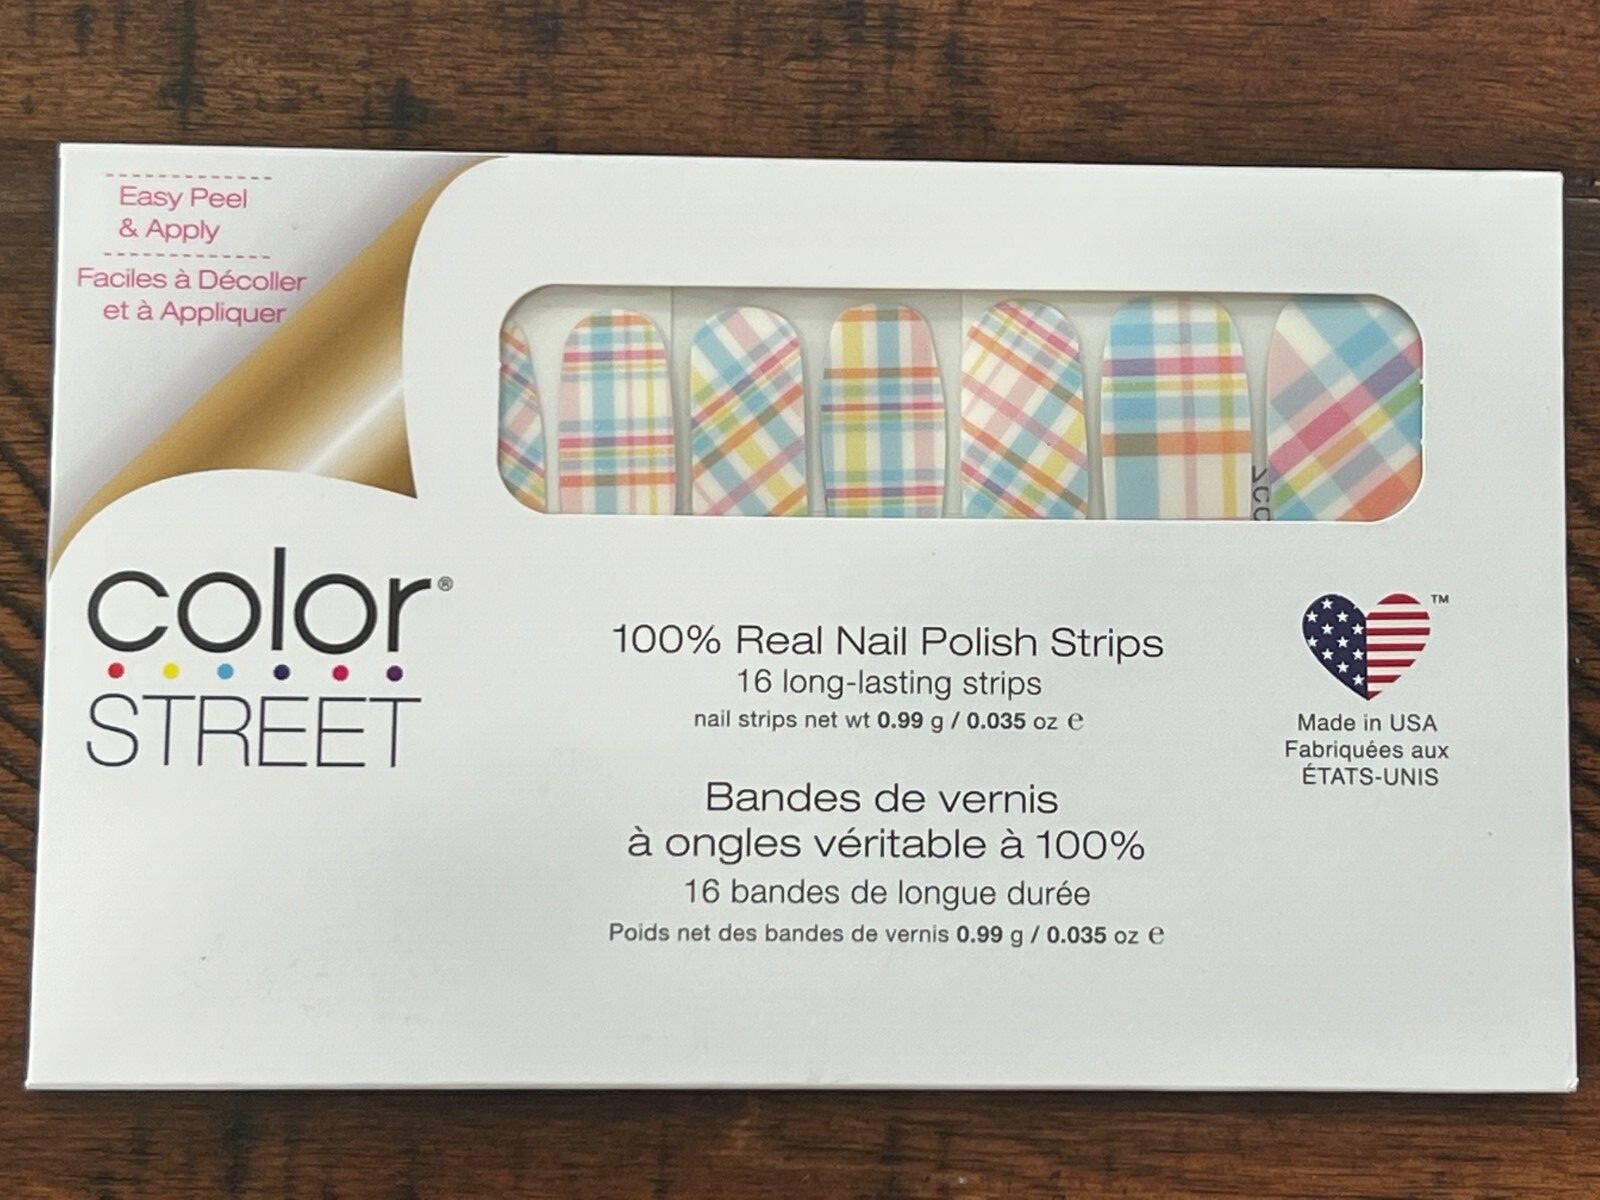 Easy Peel
& Apply
Faciles à Décoller
et à Appliquer
color®
STREET
100% Real Nail Polish Strips
16 long-lasting strips
nail strips net wt 0.99 g / 0.035 oz ℮
Bandes de vernis
à ongles véritable à 100%
16 bandes de longue durée
Poids net des bandes de vernis 0.99 g / 0.035 oz ℮
™
Made in USA
Fabriquées aux
ÉTATS-UNIS